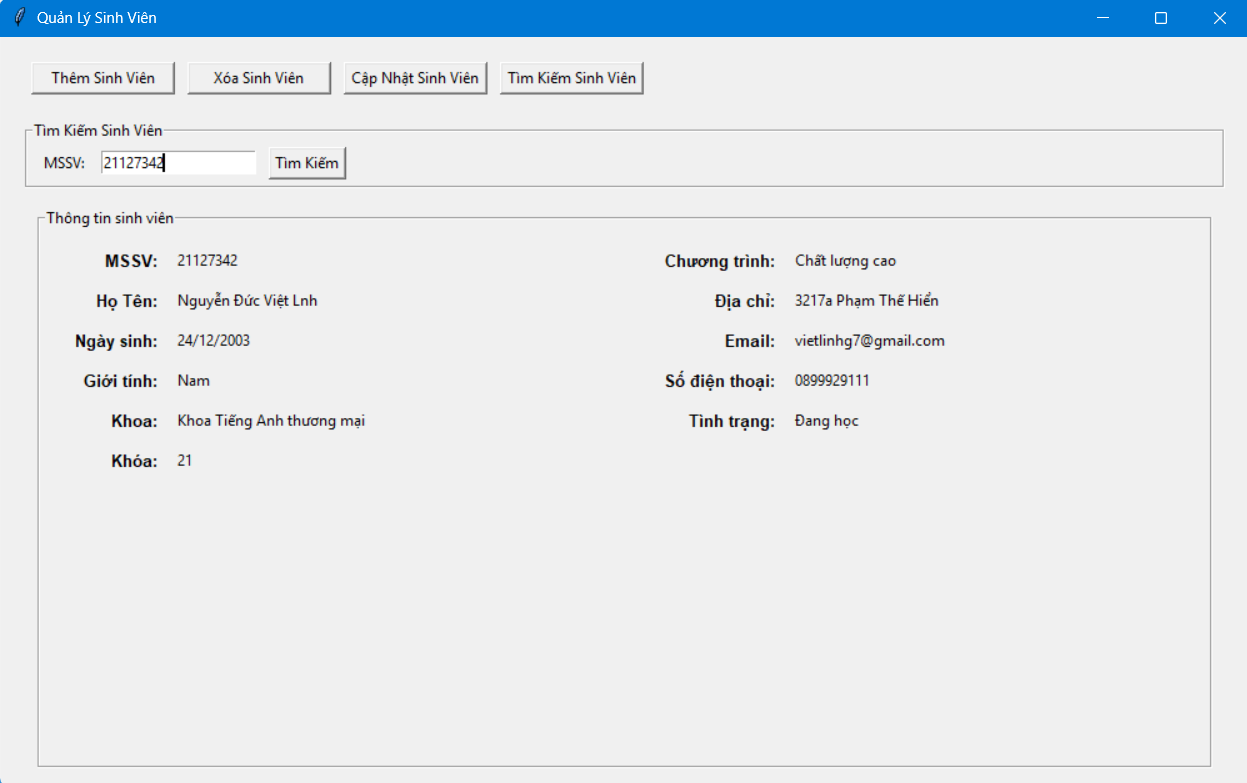 Quản Lý Sinh Viên
Thêm Sinh Viên Xóa Sinh Viên Cập Nhật Sinh Viên Tìm Kiếm Sinh Viên
Tìm Kiếm Sinh Viên
MSSV: 21127342 Tìm Kiếm
Thông tin sinh viên
MSSV: 21127342 Chương trình: Chất lượng cao
Họ Tên: Nguyễn Đức Việt Lnh Địa chỉ: 3217a Phạm Thế Hiển
Ngày sinh: 24/12/2003 Email: vietlinhg7@gmail.com
Giới tính: Nam Số điện thoại: 0899929111
Khoa: Khoa Tiếng Anh thương mại Tình trạng: Đang học
Khóa: 21